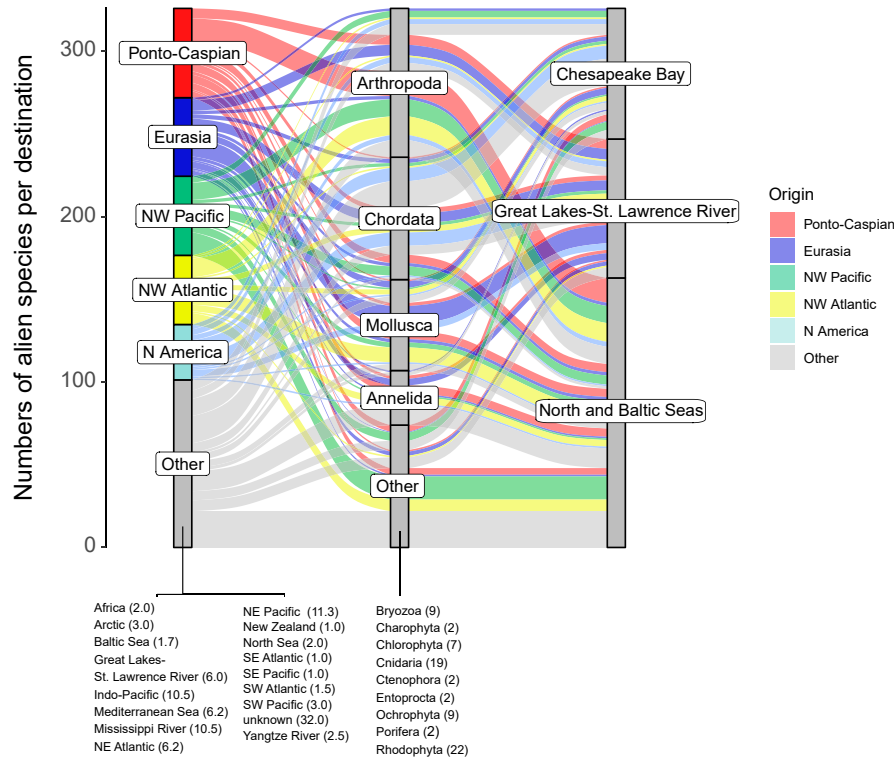 Numbers of alien species per destination
300
200
100
0
Ponto-Caspian
Eurasia
NW Pacific
NW Atlantic
N America
Other
Arthropoda
Chordata
Mollusca
Annelida
Other
Chesapeake Bay
Great Lakes-St. Lawrence River
North and Baltic Seas
Origin
Ponto-Caspian
Eurasia
NW Pacific
NW Atlantic
N America
Other
Africa (2.0)
Arctic (3.0)
Baltic Sea (1.7)
Great Lakes-
St. Lawrence River (6.0)
Indo-Pacific (10.5)
Mediterranean Sea (6.2)
Mississippi River (10.5)
NE Atlantic (6.2)
NE Pacific (11.3)
New Zealand (1.0)
North Sea (2.0)
SE Atlantic (1.0)
SE Pacific (1.0)
SW Atlantic (1.5)
SW Pacific (3.0)
unknown (32.0)
Yangtze River (2.5)
Bryozoa (9)
Charophyta (2)
Chlorophyta (7)
Cnidaria (19)
Ctenophora (2)
Entoprocta (2)
Ochrophyta (9)
Porifera (2)
Rhodophyta (22)